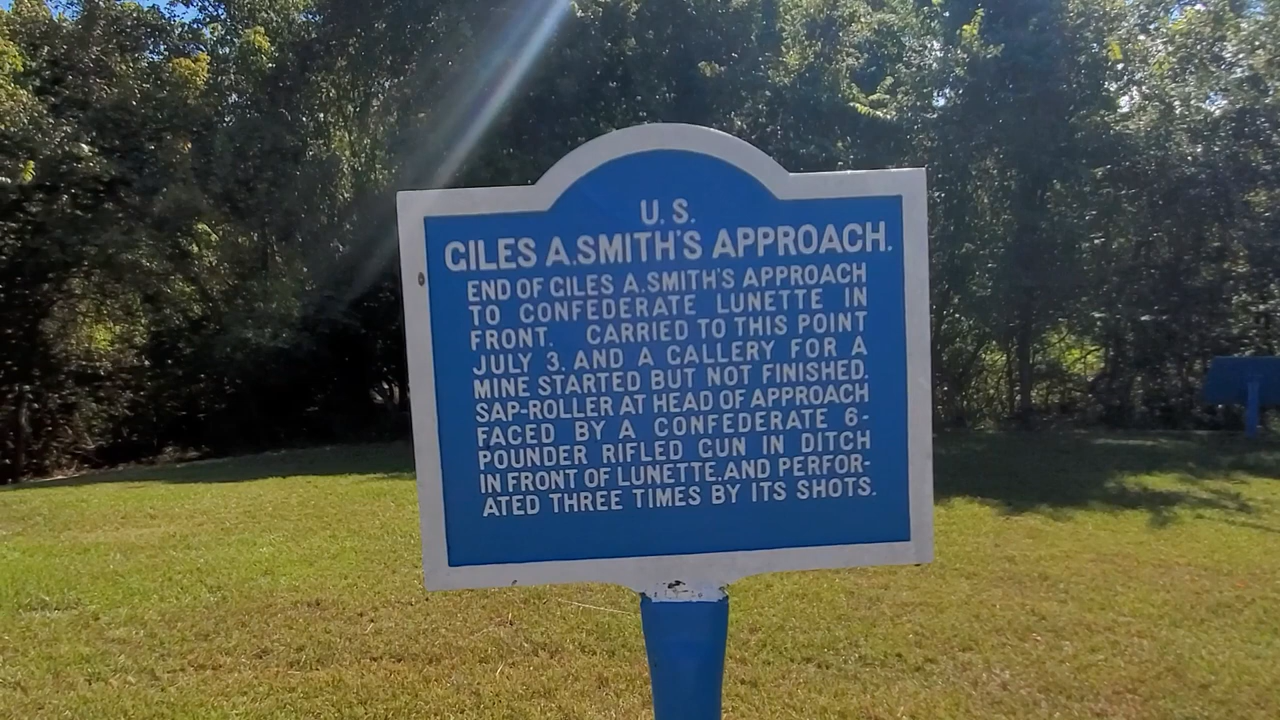 U. S.
GILES A. SMITH'S APPROACH.
END OF GILES A. SMITH'S APPROACH
TO CONFEDERATE LUNETTE IN
FRONT. CARRIED TO THIS POINT
JULY 3, AND A GALLERY FOR A
MINE STARTED BUT NOT FINISHED.
SAP-ROLLER AT HEAD OF APPROACH
FACED BY A CONFEDERATE 6-
POUNDER RIFLED GUN IN DITCH
IN FRONT OF LUNETTE, AND PERFOR-
ATED THREE TIMES BY ITS SHOTS.